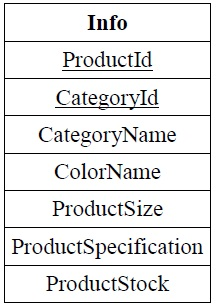 Info
ProductId
CategoryId
CategoryName
ColorName
ProductSize
ProductSpecification
ProductStock